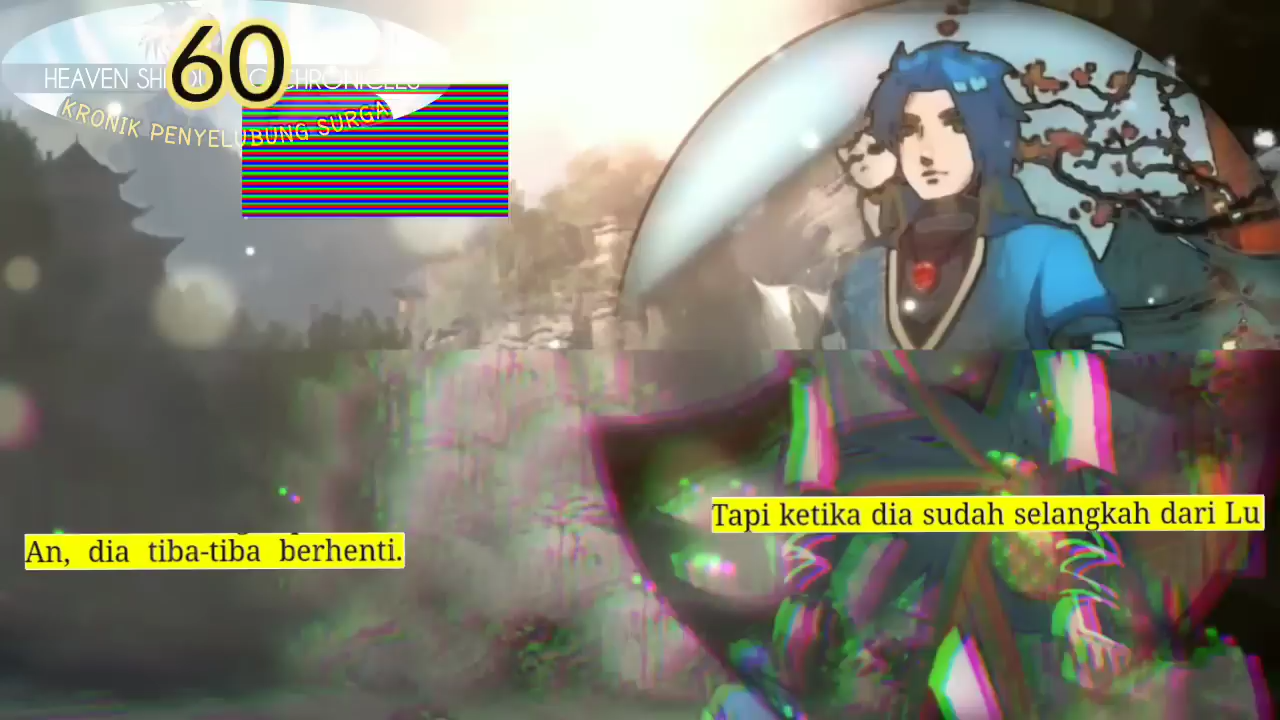 60
HEAVEN SH CHRONICLES
KRONIK PENYELUBUNG SURGA
Tapi ketika dia sudah selangkah dari Lu
An, dia tiba-tiba berhenti.